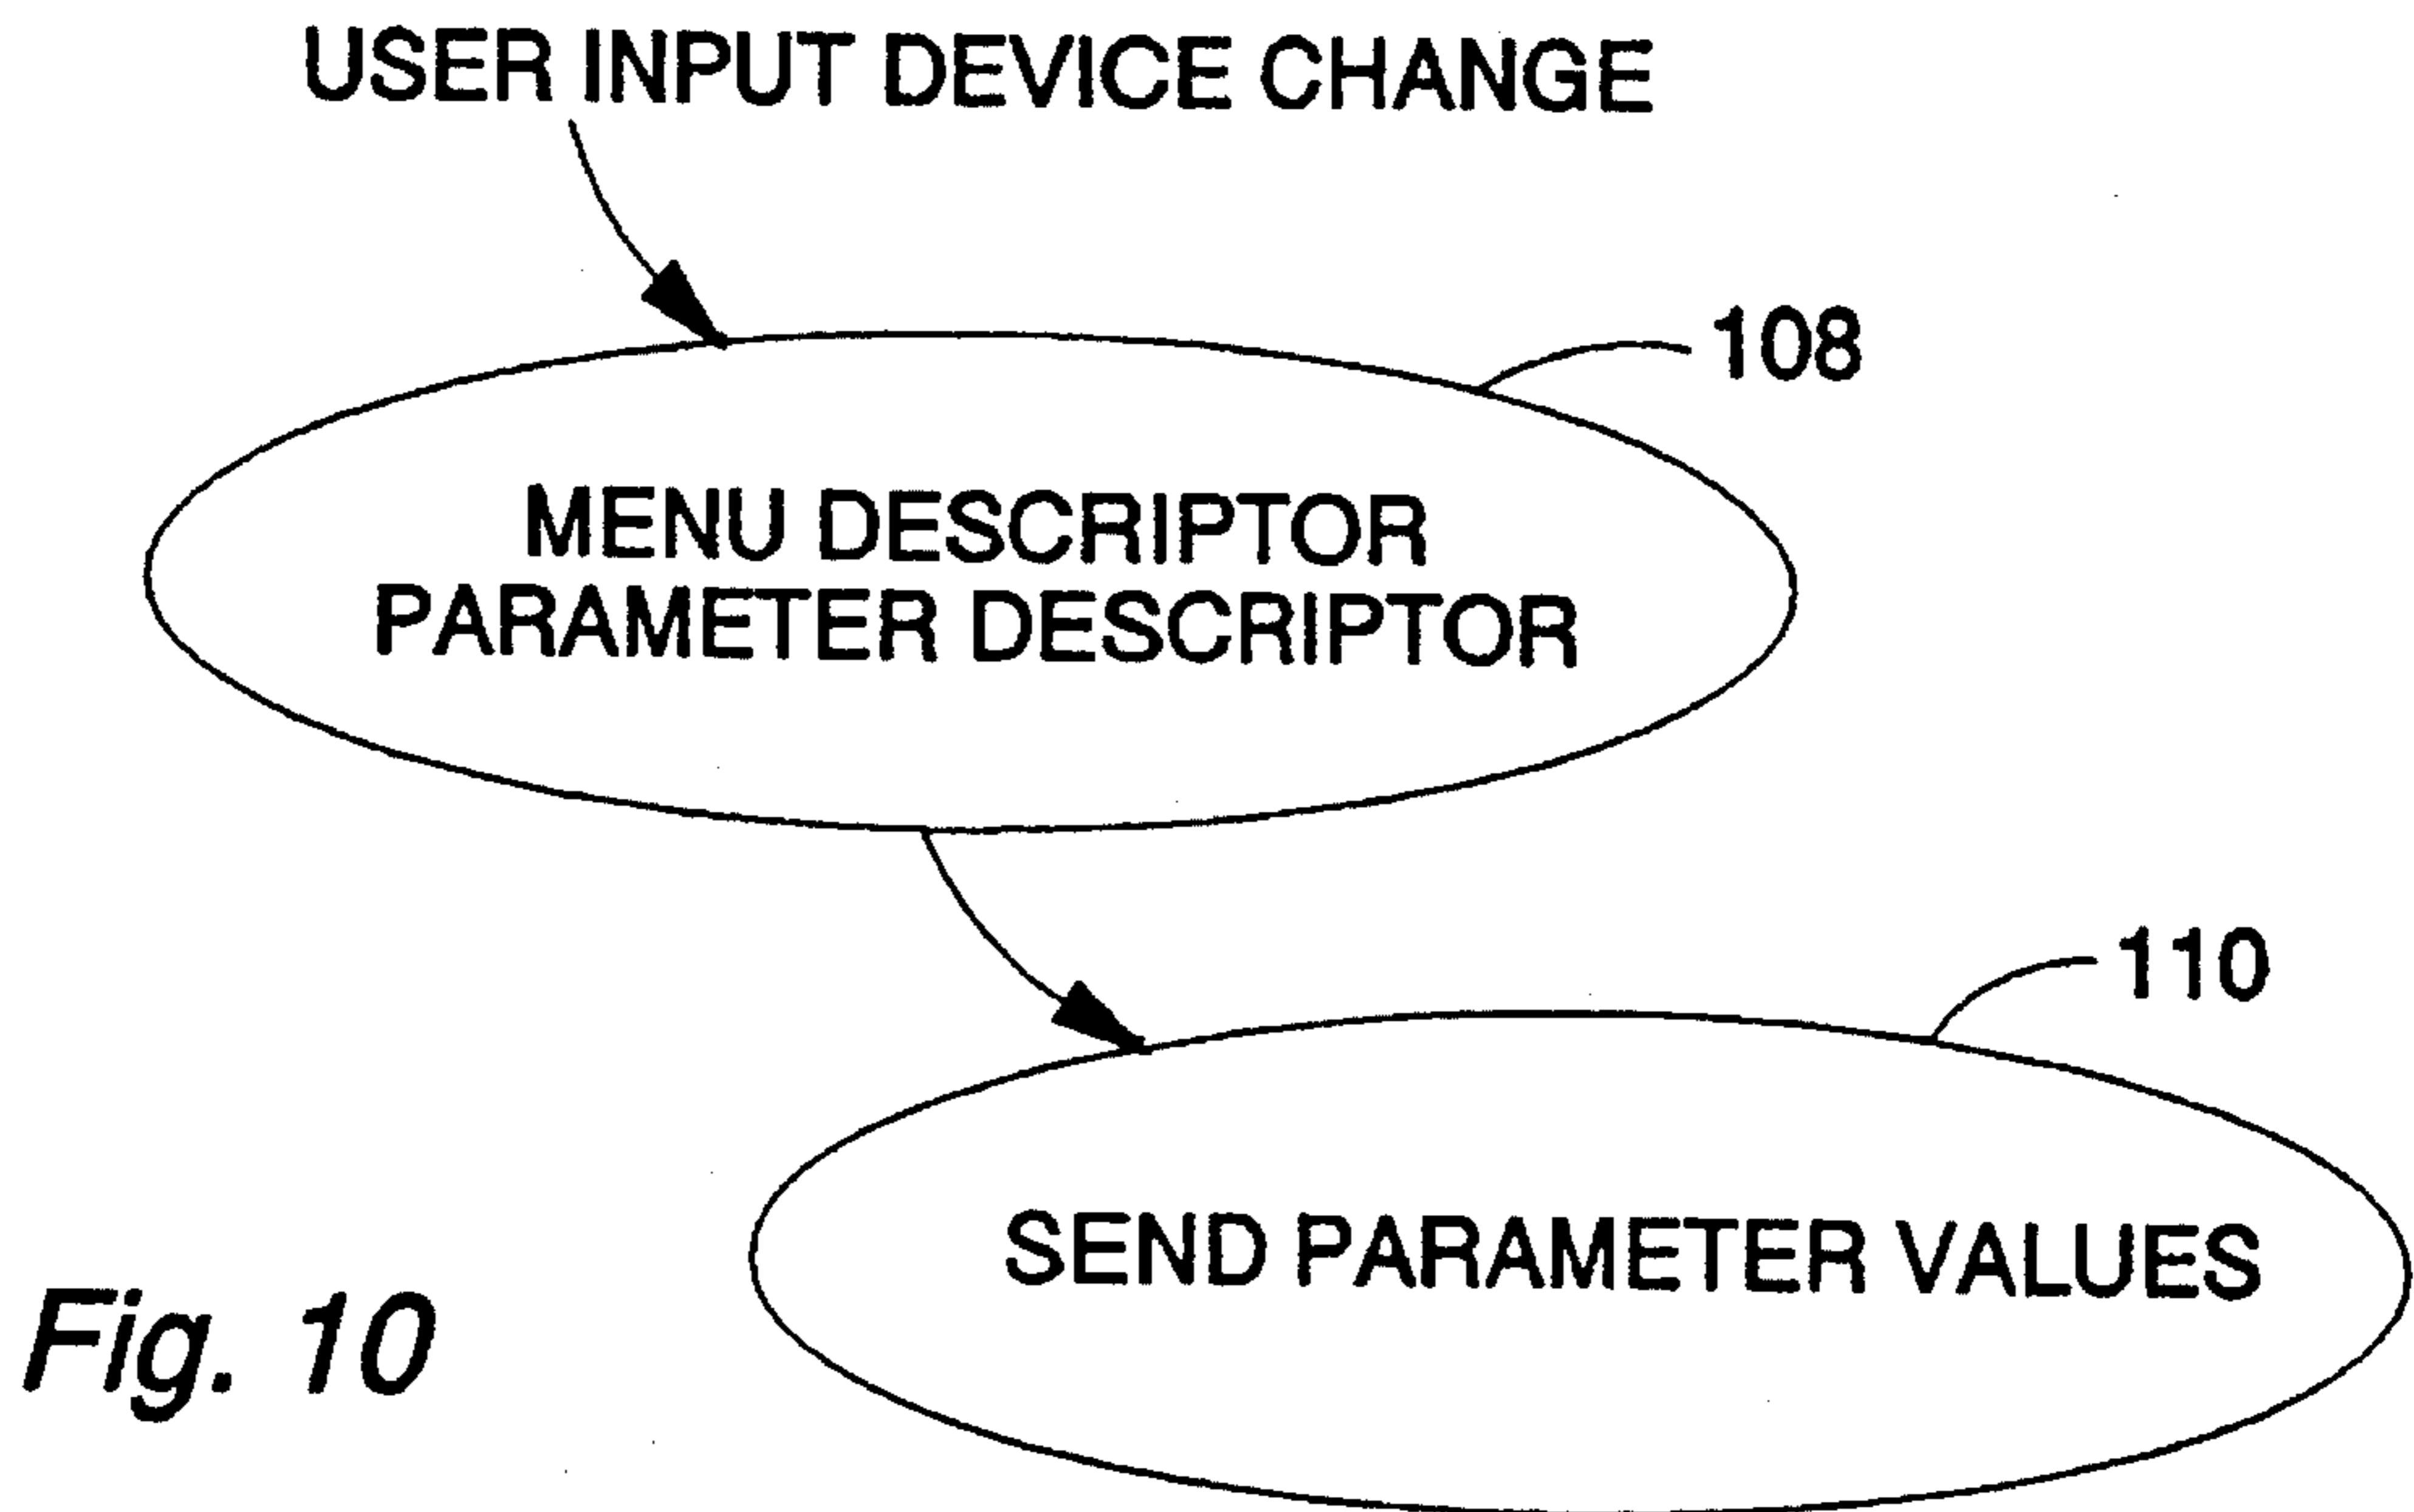 USER INPUT DEVICE CHANGE
108
MENU DESCRIPTOR
PARAMETER DESCRIPTOR
110
SEND PARAMETER VALUES
Fig. 10